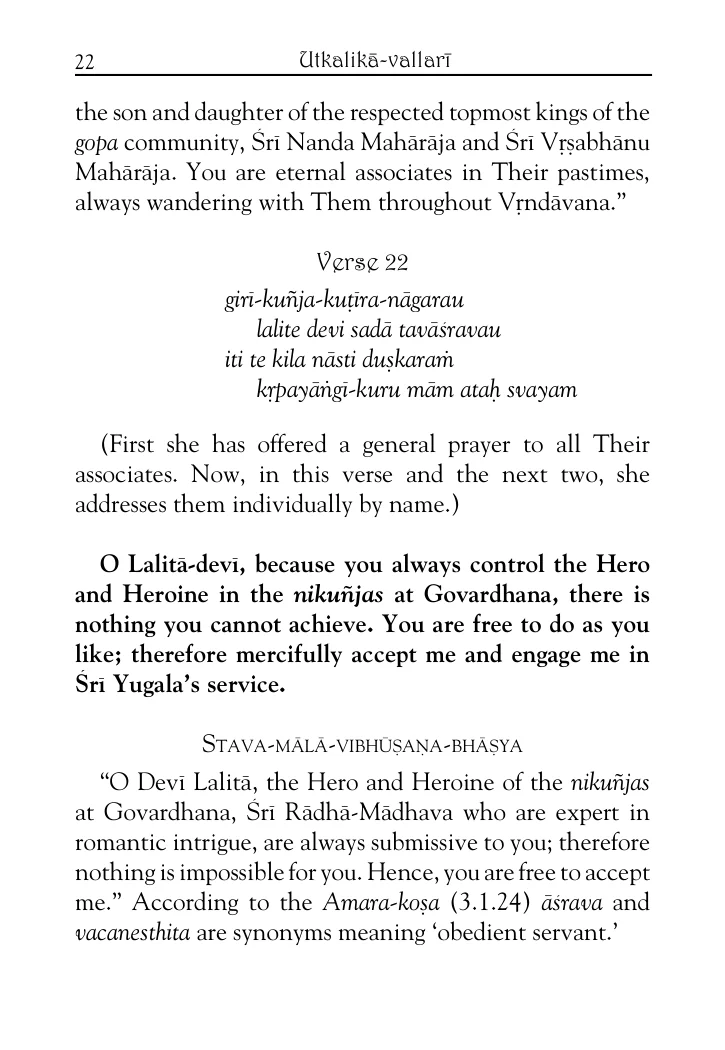 22
Utkalikā-vallarī
the son and daughter of the respected topmost kings of the
gopa community, Śrī Nanda Mahārāja and Śrī Vṛṣabhānu
Mahārāja. You are eternal associates in Their pastimes,
always wandering with Them throughout Vṛndāvana.”
Verse 22
girī-kuñja-kuṭīra-nāgarau
lalite devi sadā tavāśravau
iti te kila nāsti duṣkaraṁ
kṛpayāṅgī-kuru mām ataḥ svayam
(First she has offered a general prayer to all Their
associates. Now, in this verse and the next two, she
addresses them individually by name.)
O Lalitā-devī, because you always control the Hero
and Heroine in the nikuñjas at Govardhana, there is
nothing you cannot achieve. You are free to do as you
like; therefore mercifully accept me and engage me in
Śrī Yugala’s service.
Stava-mālā-vibhūṣaṇa-bhāṣya
“O Devī Lalitā, the Hero and Heroine of the nikuñjas
at Govardhana, Śrī Rādhā-Mādhava who are expert in
romantic intrigue, are always submissive to you; therefore
nothing is impossible for you. Hence, you are free to accept
me.” According to the Amara-koṣa (3.1.24) āśrava and
vacanesthita are synonyms meaning ‘obedient servant.’